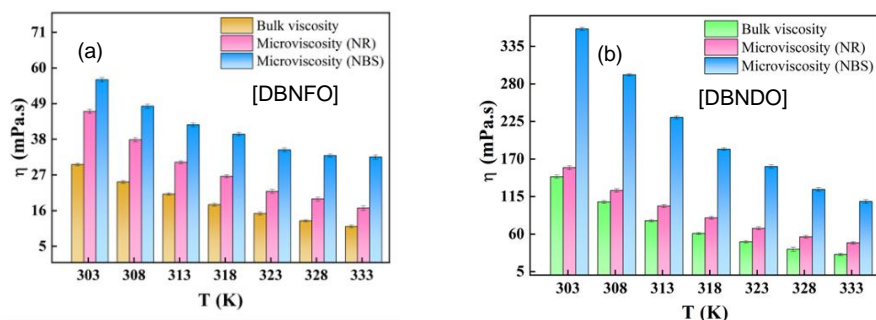 (a)
Bulk viscosity
Microviscosity (NR)
Microviscosity (NBS)
[DBNFO]
η (mPa.s)
71
60
49
38
27
16
5
303 308 313 318 323 328 333
T (K)
(b)
Bulk viscosity
Microviscosity (NR)
Microviscosity (NBS)
[DBNDO]
η (mPa.s)
335
280
225
170
115
60
5
303 308 313 318 323 328 333
T (K)